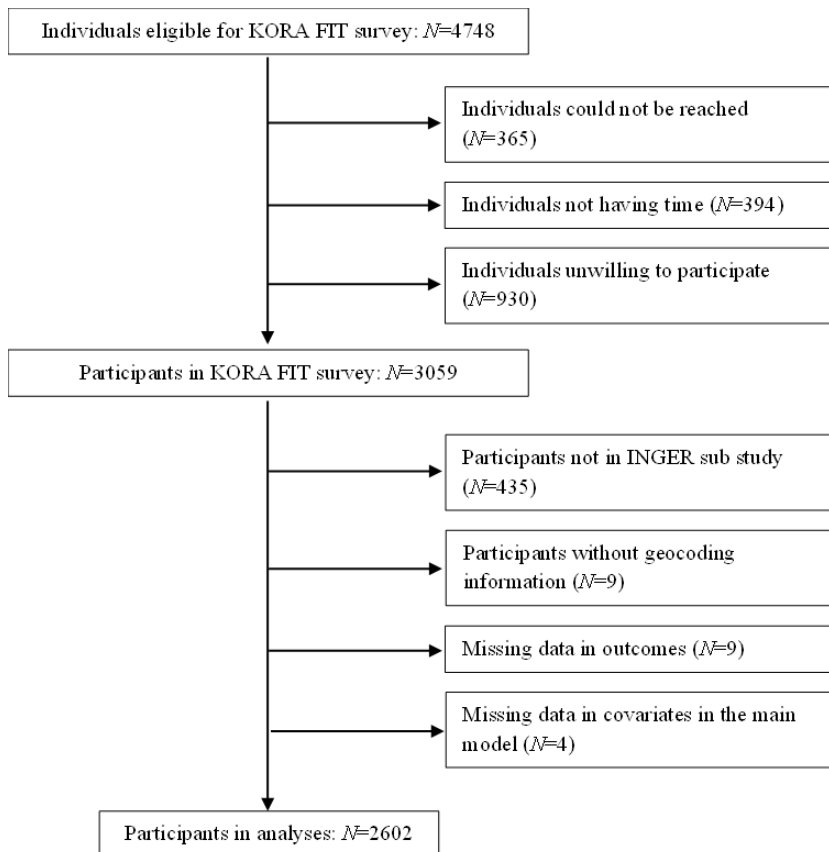 Individuals eligible for KORA FIT survey: N=4748
Individuals could not be reached
(N=365)
Individuals not having time (N=394)
Individuals unwilling to participate
(N=930)
Participants in KORA FIT survey: N=3059
Participants not in INGER sub study
(N=435)
Participants without geocoding
information (N=9)
Missing data in outcomes (N=9)
Missing data in covariates in the main
model (N=4)
Participants in analyses: N=2602